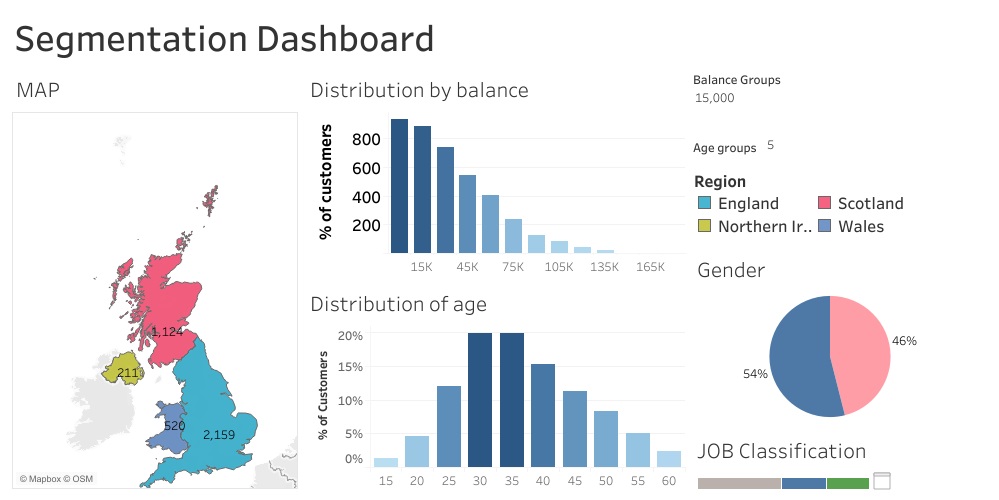 Segmentation Dashboard
MAP
1,124
211
520
2,159
© Mapbox © OSM
Distribution by balance
% of customers
800
600
400
200
15K 45K 75K 105K 135K 165K
Distribution of age
% of Customers
20%
15%
10%
5%
0%
15 20 25 30 35 40 45 50 55 60
Balance Groups
15,000
Age groups 5
Region
England Scotland
Northern Ir.. Wales
Gender
46%
54%
JOB Classification